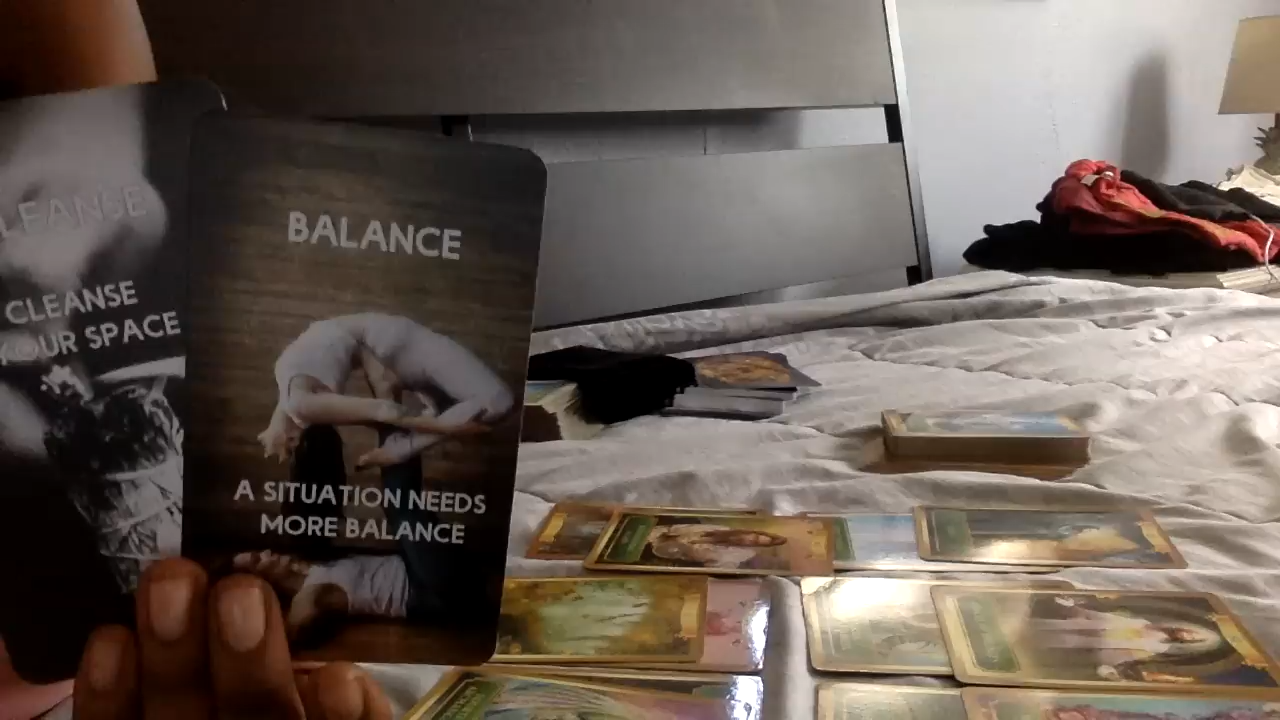 CLEANSE
CLEANSE
YOUR SPACE
BALANCE
A SITUATION NEEDS
MORE BALANCE